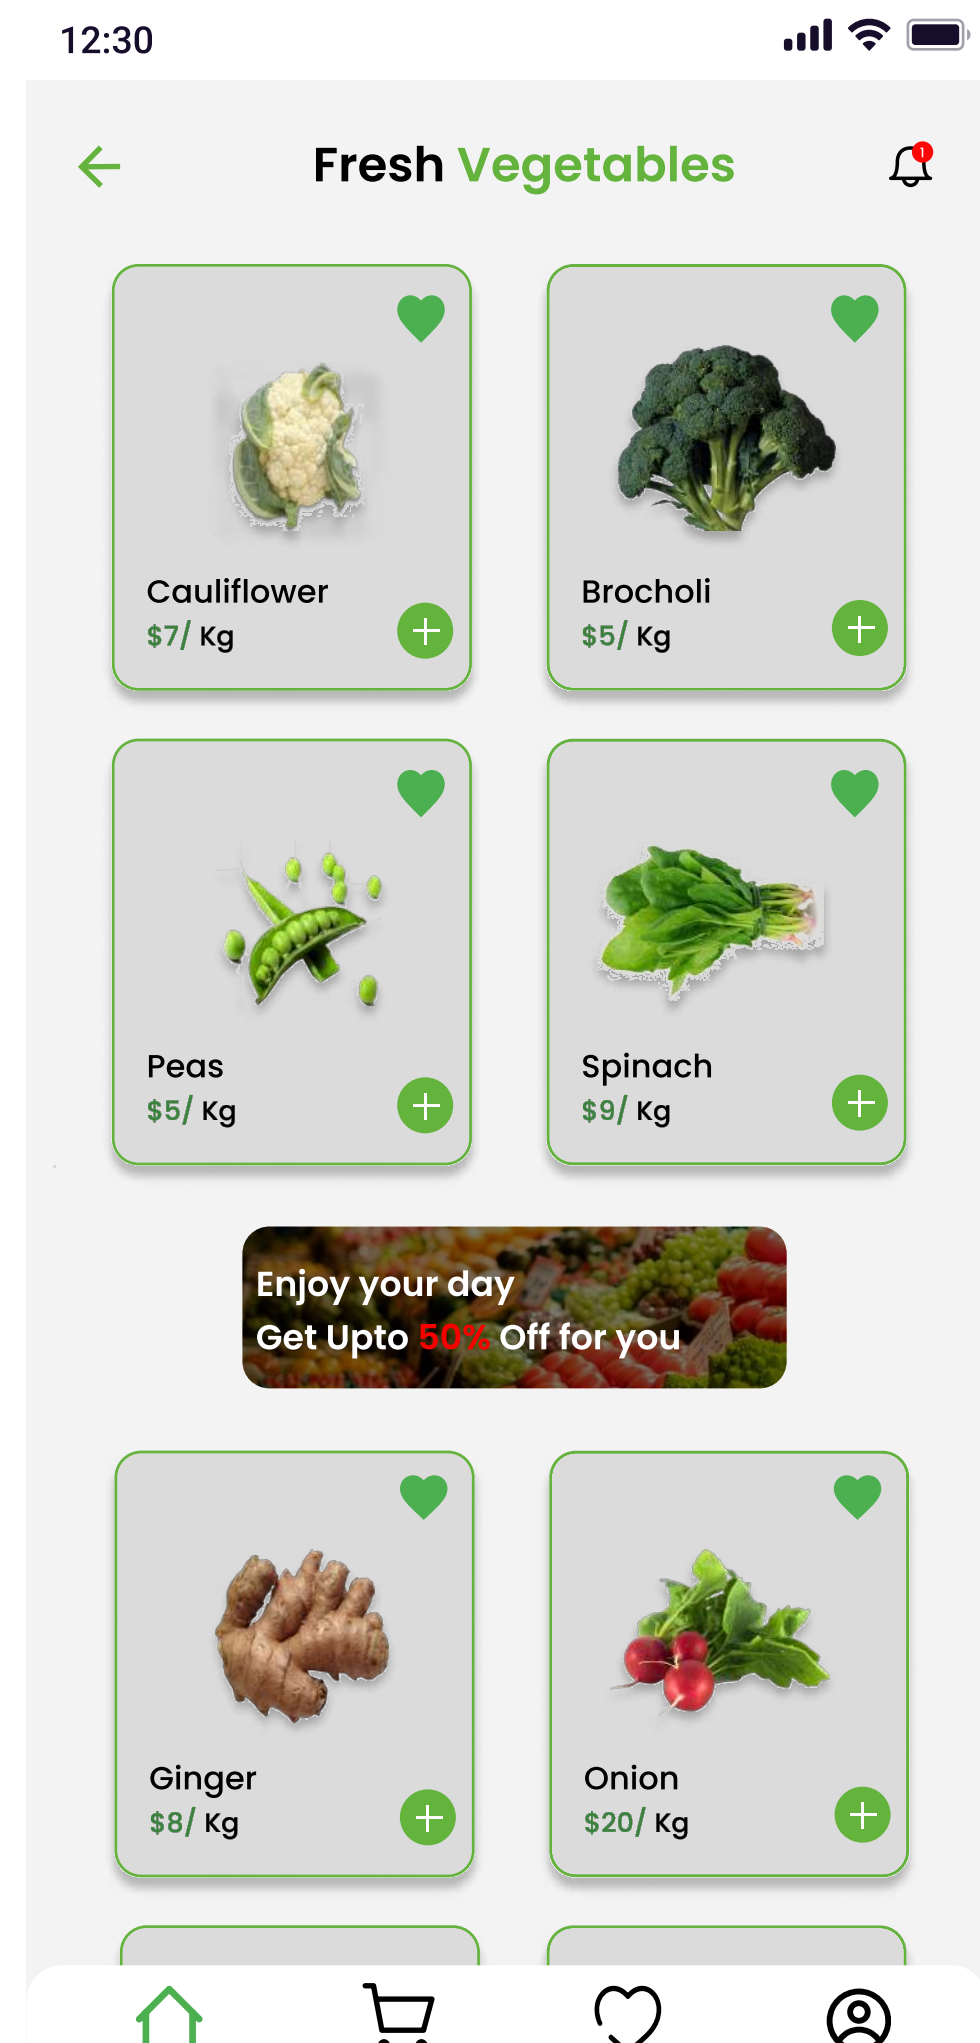 12:30
Fresh Vegetables
1
Cauliflower
$7/ Kg
Brocholi
$5/ Kg
Peas
$5/ Kg
Spinach
$9/ Kg
Enjoy your day
Get Upto 50% Off for you
Ginger
$8/ Kg
Onion
$20/ Kg